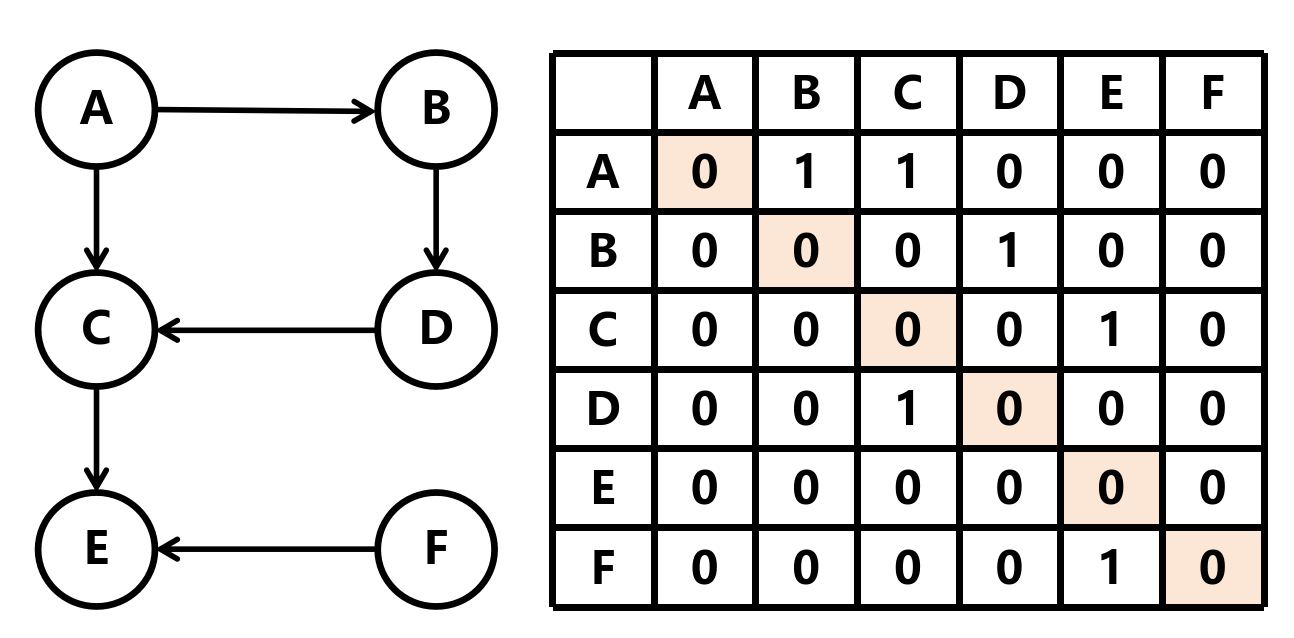 A B
C D
E F
A B C D E F
A 0 1 1 0 0 0
B 0 0 0 1 0 0
C 0 0 0 0 1 0
D 0 0 1 0 0 0
E 0 0 0 0 0 0
F 0 0 0 0 1 0